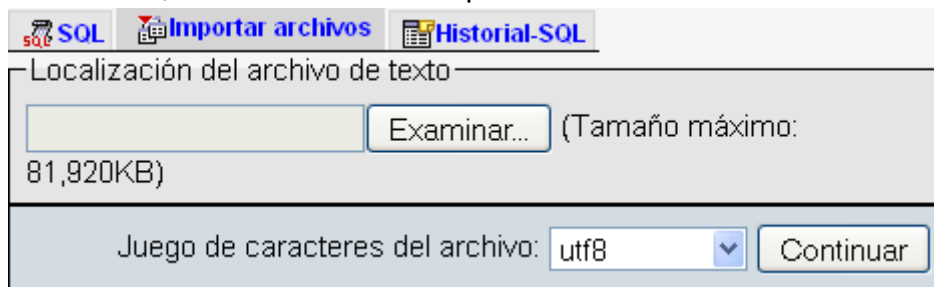 SQL Importar archivos Historial-SQL
Localización del archivo de texto
Examinar... (Tamaño máximo:
81,920KB)
Juego de caracteres del archivo: utf8 Continuar